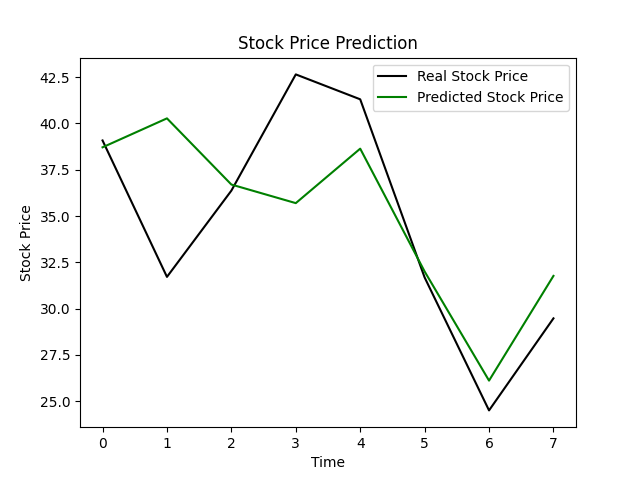 Stock Price Prediction
Real Stock Price
Predicted Stock Price
Stock Price
42.5
40.0
37.5
35.0
32.5
30.0
27.5
25.0
0 1 2 3 4 5 6 7
Time